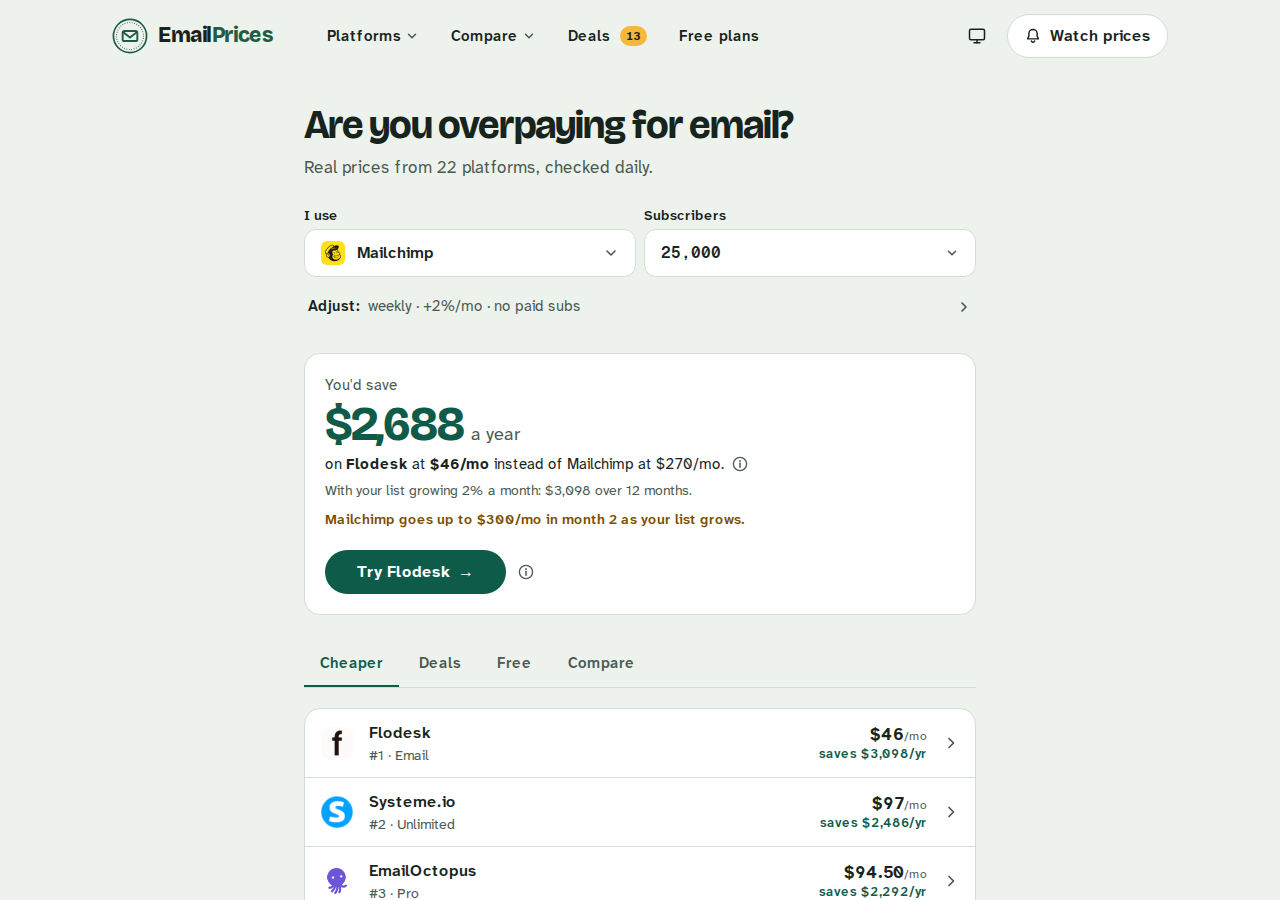 EmailPrices
Platforms
Compare
Deals 13
Free plans
Watch prices
Are you overpaying for email?
Real prices from 22 platforms, checked daily.
I use
Subscribers
Mailchimp
25,000
Adjust: weekly · +2%/mo · no paid subs
You'd save
$2,688 a year
on Flodesk at $46/mo instead of Mailchimp at $270/mo.
With your list growing 2% a month: $3,098 over 12 months.
Mailchimp goes up to $300/mo in month 2 as your list grows.
Try Flodesk →
Cheaper
Deals
Free
Compare
Flodesk
#1 · Email
$46/mo
saves $3,098/yr
Systeme.io
#2 · Unlimited
$97/mo
saves $2,486/yr
EmailOctopus
#3 · Pro
$94.50/mo
saves $2,292/yr